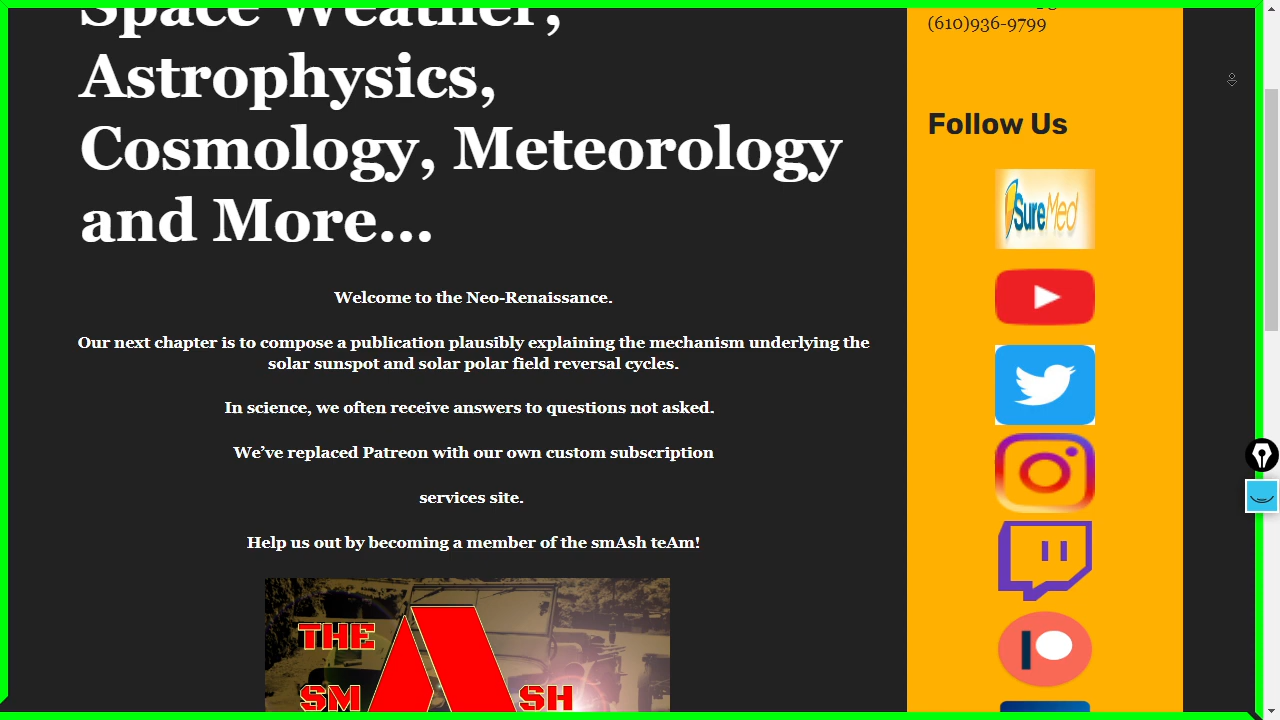 Space Weather,
Astrophysics,
Cosmology, Meteorology
and More...
Welcome to the Neo-Renaissance.
Our next chapter is to compose a publication plausibly explaining the mechanism underlying the
solar sunspot and solar polar field reversal cycles.
In science, we often receive answers to questions not asked.
We’ve replaced Patreon with our own custom subscription
services site.
Help us out by becoming a member of the smAsh teAm!
THE
SMASH
(610)936-9799
Follow Us
SureMed